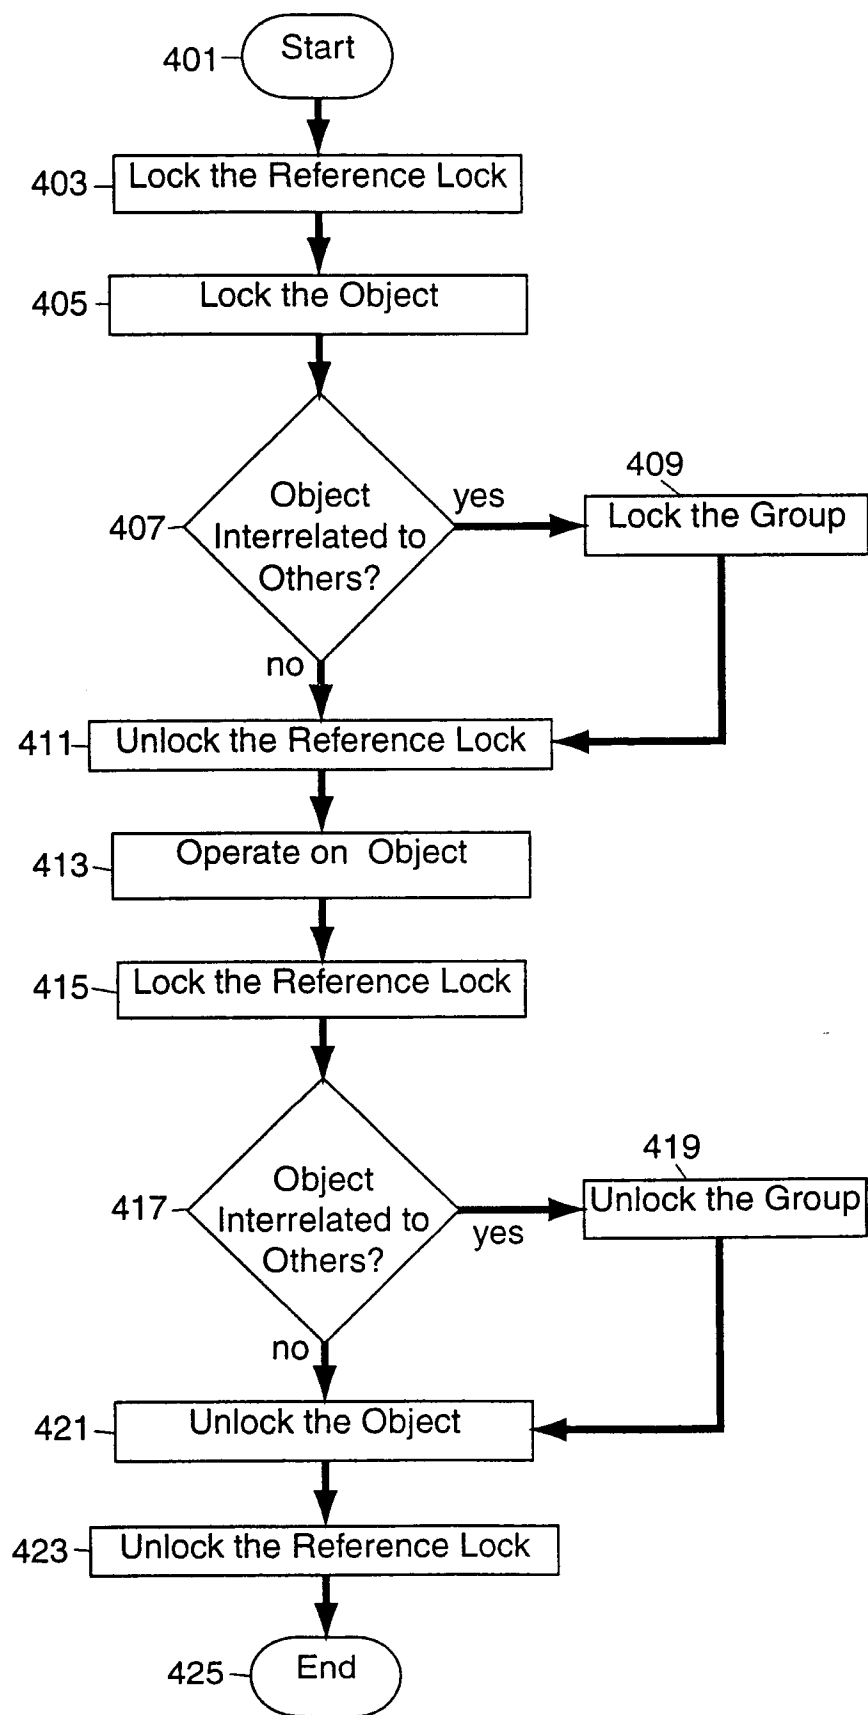 401
Start
403
Lock the Reference Lock
405
Lock the Object
407
Object
Interrelated to
Others?
yes
409
Lock the Group
no
411
Unlock the Reference Lock
413
Operate on Object
415
Lock the Reference Lock
417
Object
Interrelated to
Others?
yes
419
Unlock the Group
no
421
Unlock the Object
423
Unlock the Reference Lock
425
End